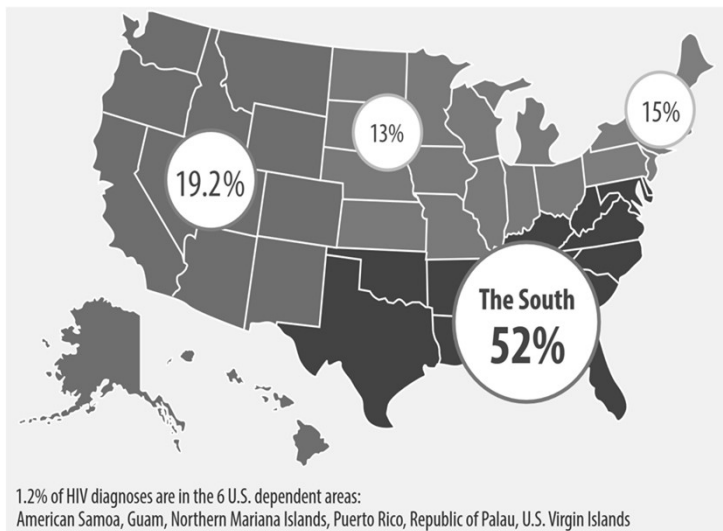 15%
13%
19.2%
The South
52%
1.2% of HIV diagnoses are in the 6 U.S. dependent areas:
American Samoa, Guam, Northern Mariana Islands, Puerto Rico, Republic of Palau, U.S. Virgin Islands